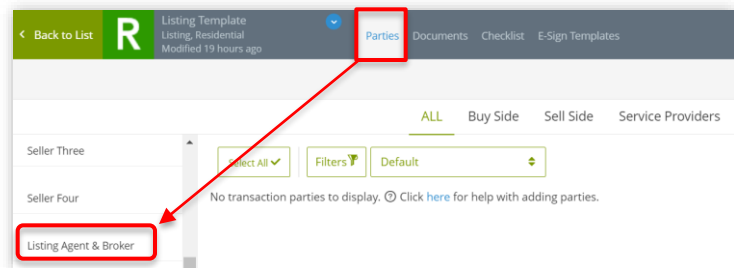 Back to List
R
Listing Template
Listing, Residential
Modified 19 hours ago
Parties Documents Checklist E-Sign Templates
ALL Buy Side Sell Side Service Providers
Seller Three
Seller Four
Listing Agent & Broker
Select All
Filters
Default
No transaction parties to display. Click here for help with adding parties.